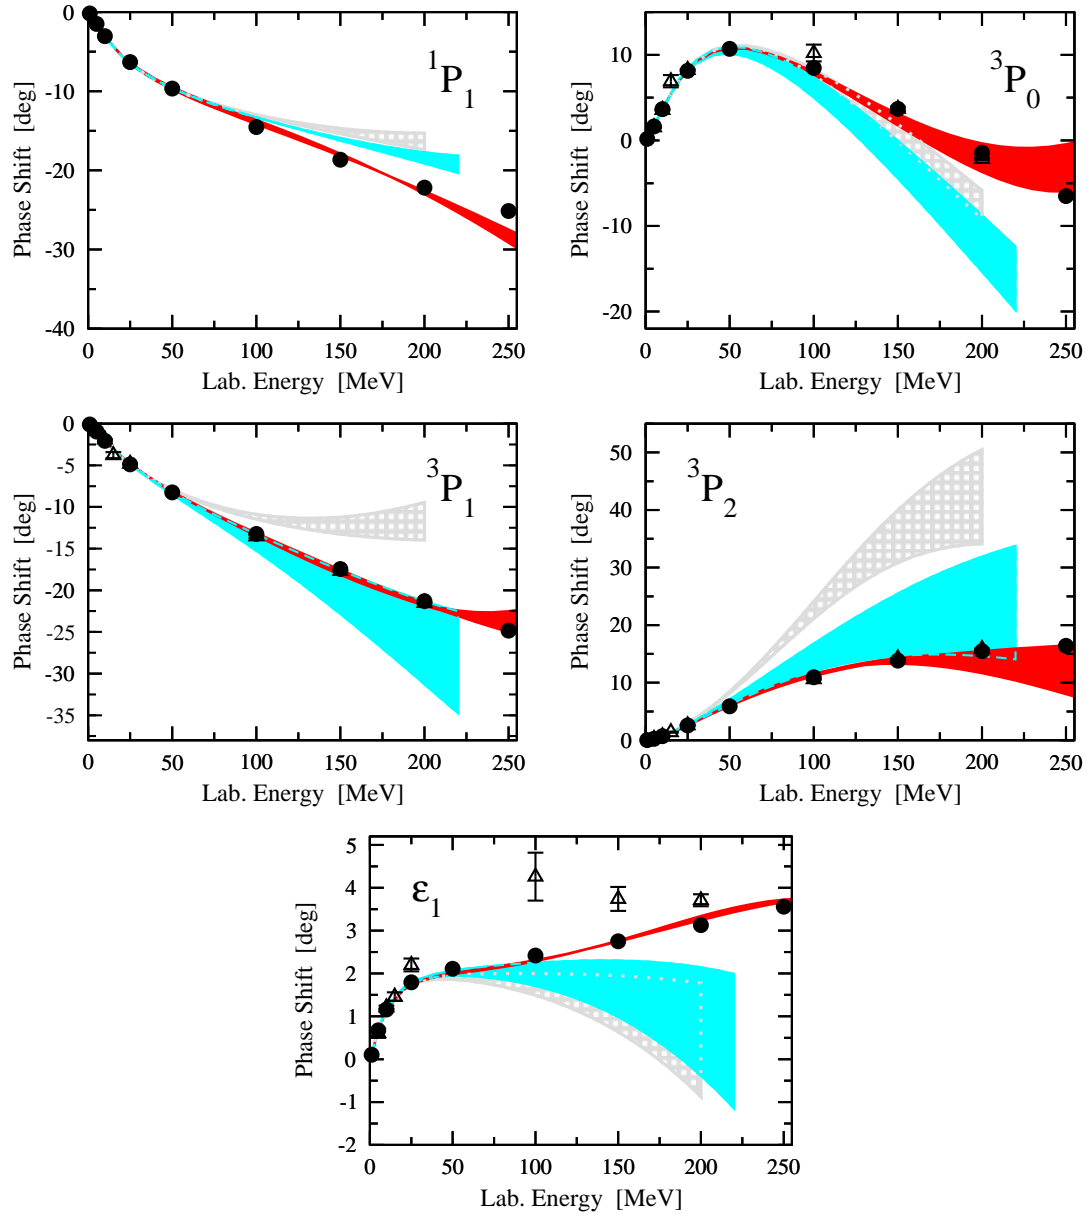 0
-10
-20
-30
-40
Phase Shift [deg]
¹P₁
0 50 100 150 200 250
Lab. Energy [MeV]
10
0
-10
-20
Phase Shift [deg]
³P₀
0 50 100 150 200 250
Lab. Energy [MeV]
0
-5
-10
-15
-20
-25
-30
-35
Phase Shift [deg]
³P₁
0 50 100 150 200 250
Lab. Energy [MeV]
50
40
30
20
10
0
Phase Shift [deg]
³P₂
0 50 100 150 200 250
Lab. Energy [MeV]
5
4
3
2
1
0
-1
-2
Phase Shift [deg]
ε₁
0 50 100 150 200 250
Lab. Energy [MeV]